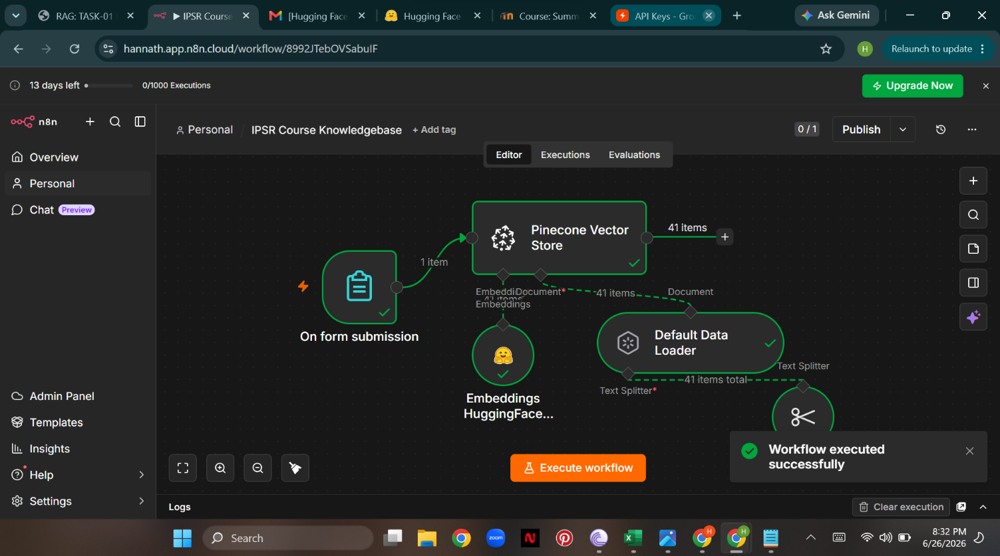 RAG: TASK-01
IPSR Course
[Hugging Face
Hugging Face
Course: Summ
API Keys - Gro
Ask Gemini
hannath.app.n8n.cloud/workflow/8992JTebOVSabuIF
H
Relaunch to update
13 days left
0/1000 Executions
Upgrade Now
n8n
Personal / IPSR Course Knowledgebase + Add tag
0 / 1
Publish
Editor
Executions
Evaluations
Overview
Personal
Chat Preview
Pinecone Vector
Store
41 items
1 item
Embeddi
Document*
41 items
Embeddings
41 items
Document
On form submission
Default Data
Loader
Text Splitter
41 items total
Text Splitter*
Embeddings
HuggingFace...
Admin Panel
Templates
Insights
Help
Settings
Workflow executed
successfully
Execute workflow
Logs
Clear execution
Search
zoom
8:32 PM
6/26/2026